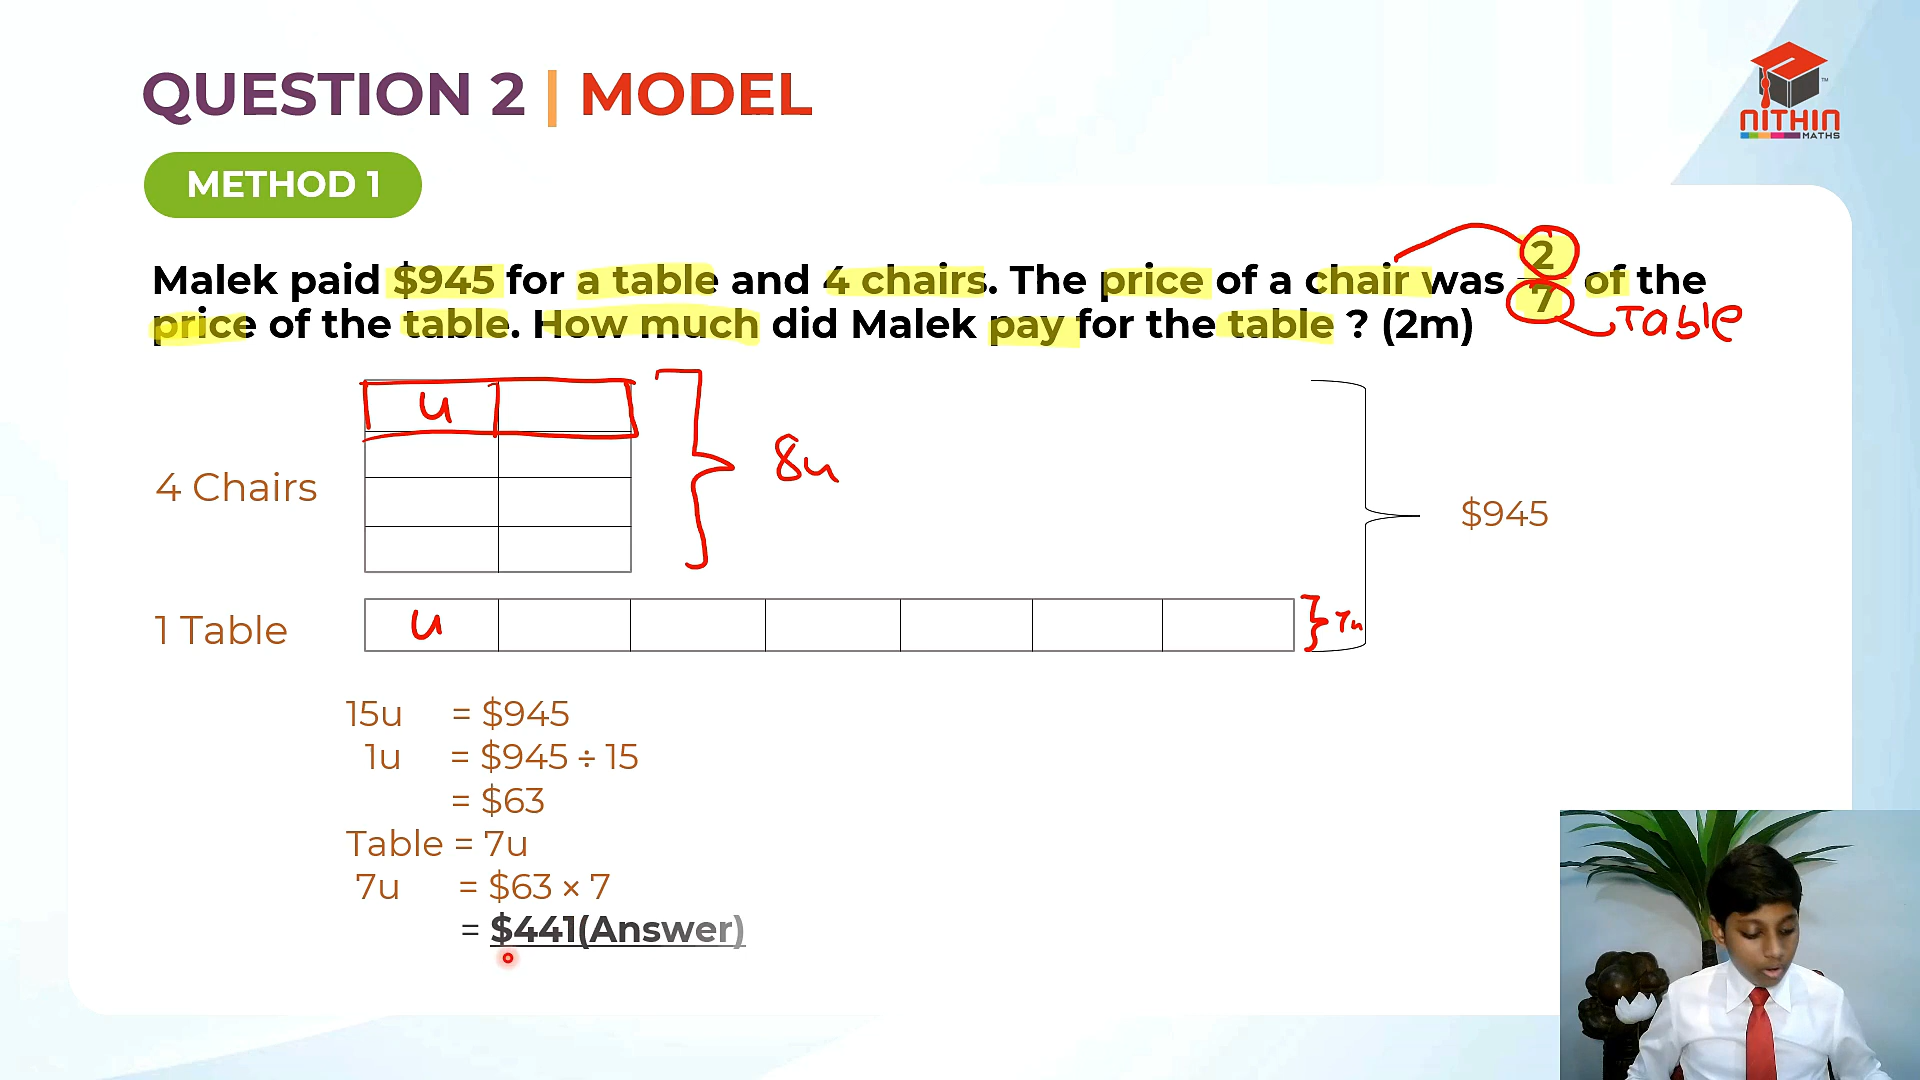 QUESTION 2 | MODEL
NITHIN
MATHS
TM
METHOD 1
Malek paid $945 for a table and 4 chairs. The price of a chair was 2/7 of the
price of the table. How much did Malek pay for the table ? (2m)
Table
u
8u
4 Chairs
$945
1 Table
u
7u
15u = $945
1u = $945 ÷ 15
= $63
Table = 7u
7u = $63 × 7
= $441(Answer)